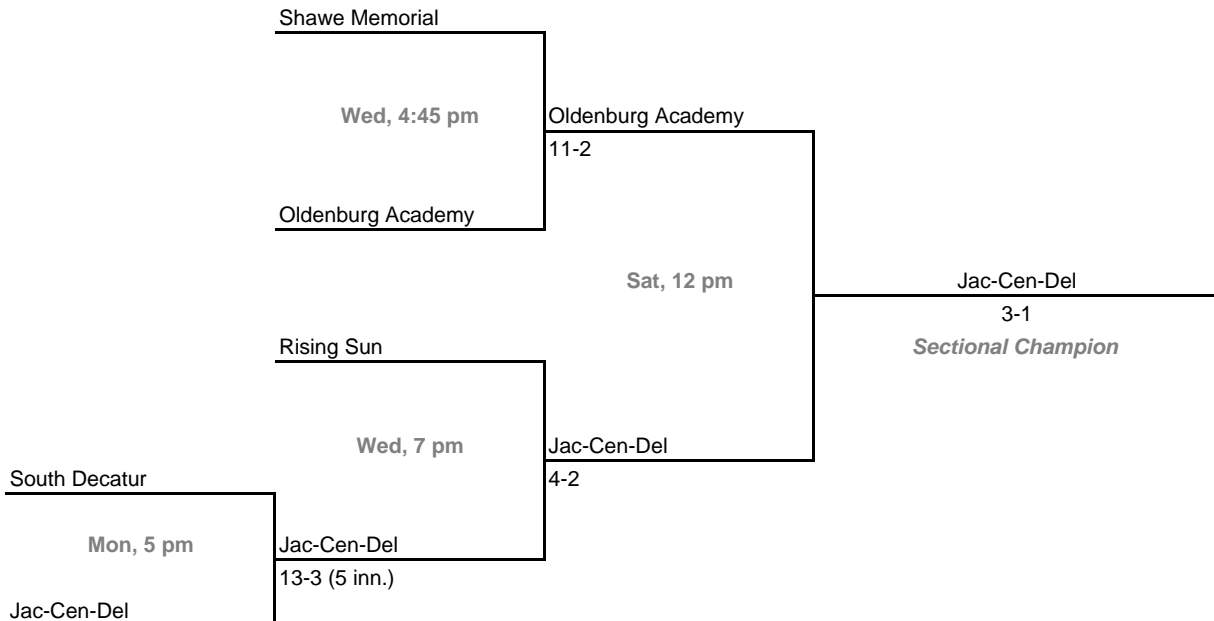 Shawe Memorial
Wed, 4:45 pm
Oldenburg Academy
11-2
Oldenburg Academy
Sat, 12 pm
Jac-Cen-Del
3-1
Sectional Champion
Rising Sun
Wed, 7 pm
Jac-Cen-Del
4-2
South Decatur
Mon, 5 pm
Jac-Cen-Del
13-3 (5 inn.)
Jac-Cen-Del